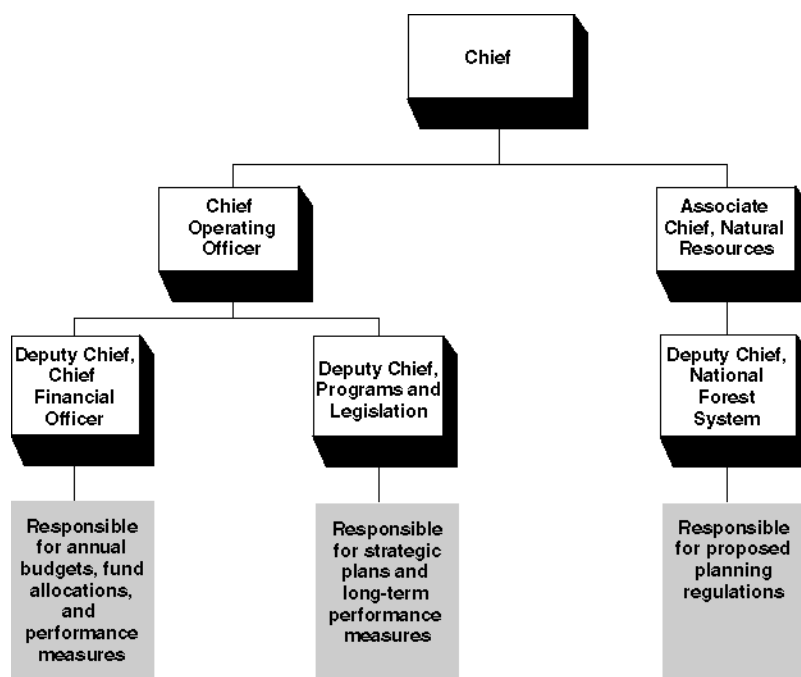 Chief
Chief
Operating
Officer
Associate
Chief, Natural
Resources
Deputy Chief,
Chief
Financial
Officer
Deputy Chief,
Programs and
Legislation
Deputy Chief,
National
Forest
System
Responsible
for annual
budgets, fund
allocations,
and
performance
measures
Responsible
for strategic
plans and
long-term
performance
measures
Responsible
for proposed
planning
regulations